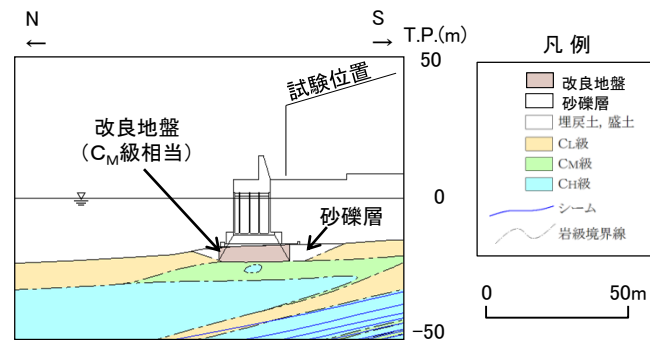 N
S
T.P.(m)
50
試験位置
改良地盤
（CM級相当）
0
砂礫層
-50
凡 例
改良地盤
砂礫層
埋戻土，盛土
CL級
CM級
CH級
シーム
岩級境界線
0
50m